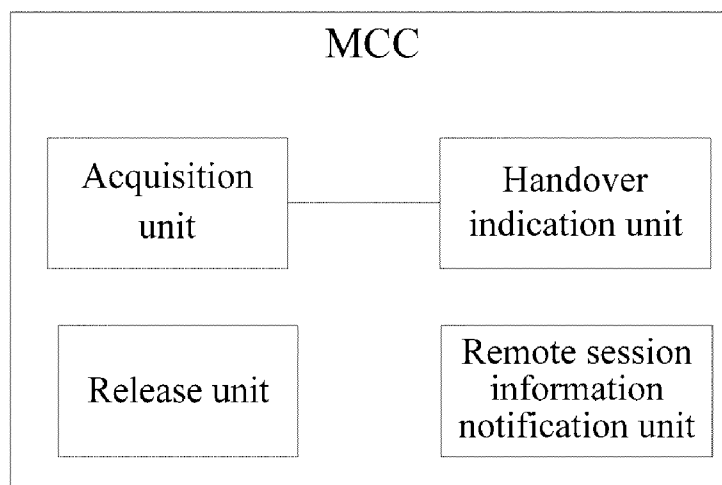 MCC
Acquisition
unit
Handover
indication unit
Release unit
Remote session
information
notification unit